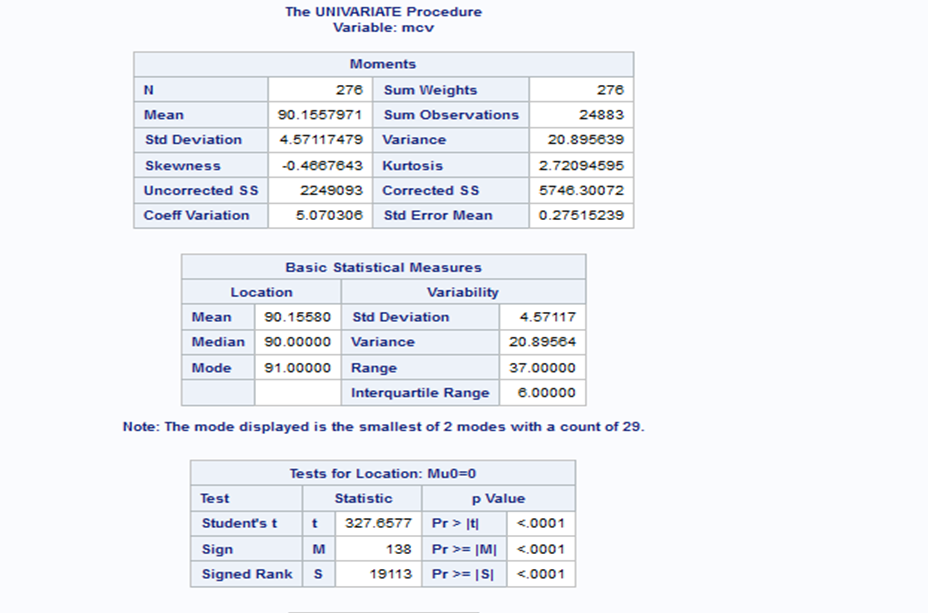 The UNIVARIATE Procedure
Variable: mcv
Moments
N 276 Sum Weights 276
Mean 90.1557971 Sum Observations 24883
Std Deviation 4.57117479 Variance 20.895639
Skewness -0.4667643 Kurtosis 2.72094595
Uncorrected SS 2249093 Corrected SS 5746.30072
Coeff Variation 5.070306 Std Error Mean 0.27515239
Basic Statistical Measures
Location Variability
Mean 90.15580 Std Deviation 4.57117
Median 90.00000 Variance 20.89564
Mode 91.00000 Range 37.00000
Interquartile Range 6.00000
Note: The mode displayed is the smallest of 2 modes with a count of 29.
Tests for Location: Mu0=0
Test Statistic p Value
Student's t t 327.6577 Pr > |t| <.0001
Sign M 138 Pr >= |M| <.0001
Signed Rank S 19113 Pr >= |S| <.0001